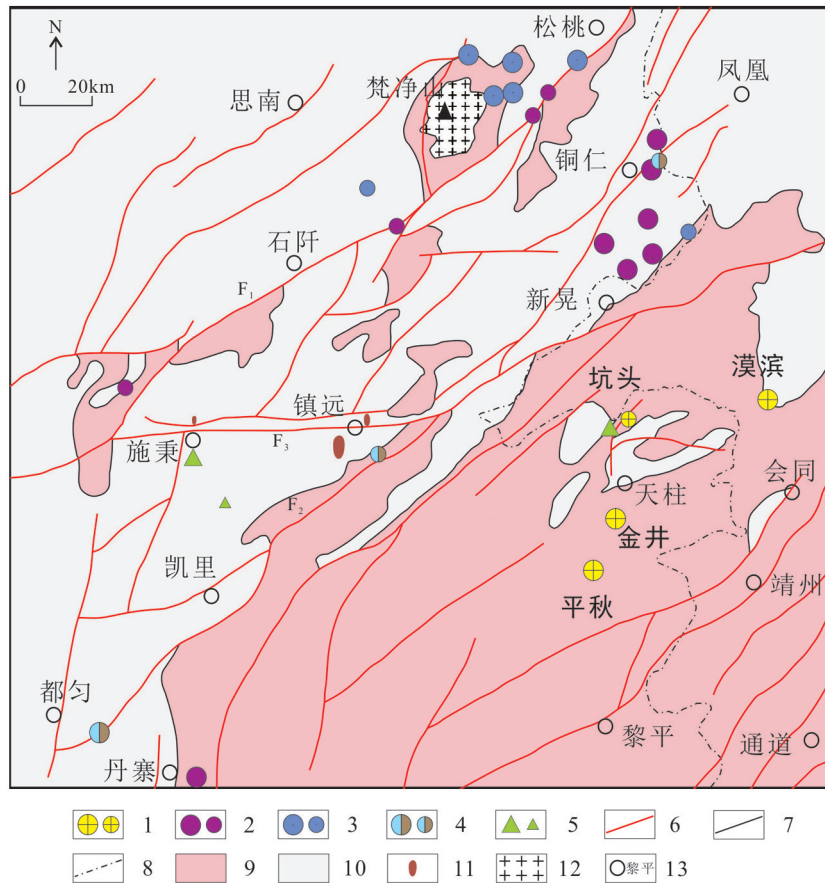 松桃
N
0 20km
思南
梵净山
凤凰
铜仁
石阡
F1
新晃
坑头
漠滨
镇远
施秉
F3
天柱
会同
F2
金井
凯里
平秋
靖州
都匀
黎平
通道
丹寨
1 2 3 4 5 6 7
8 9 10 11 12 黎平 13